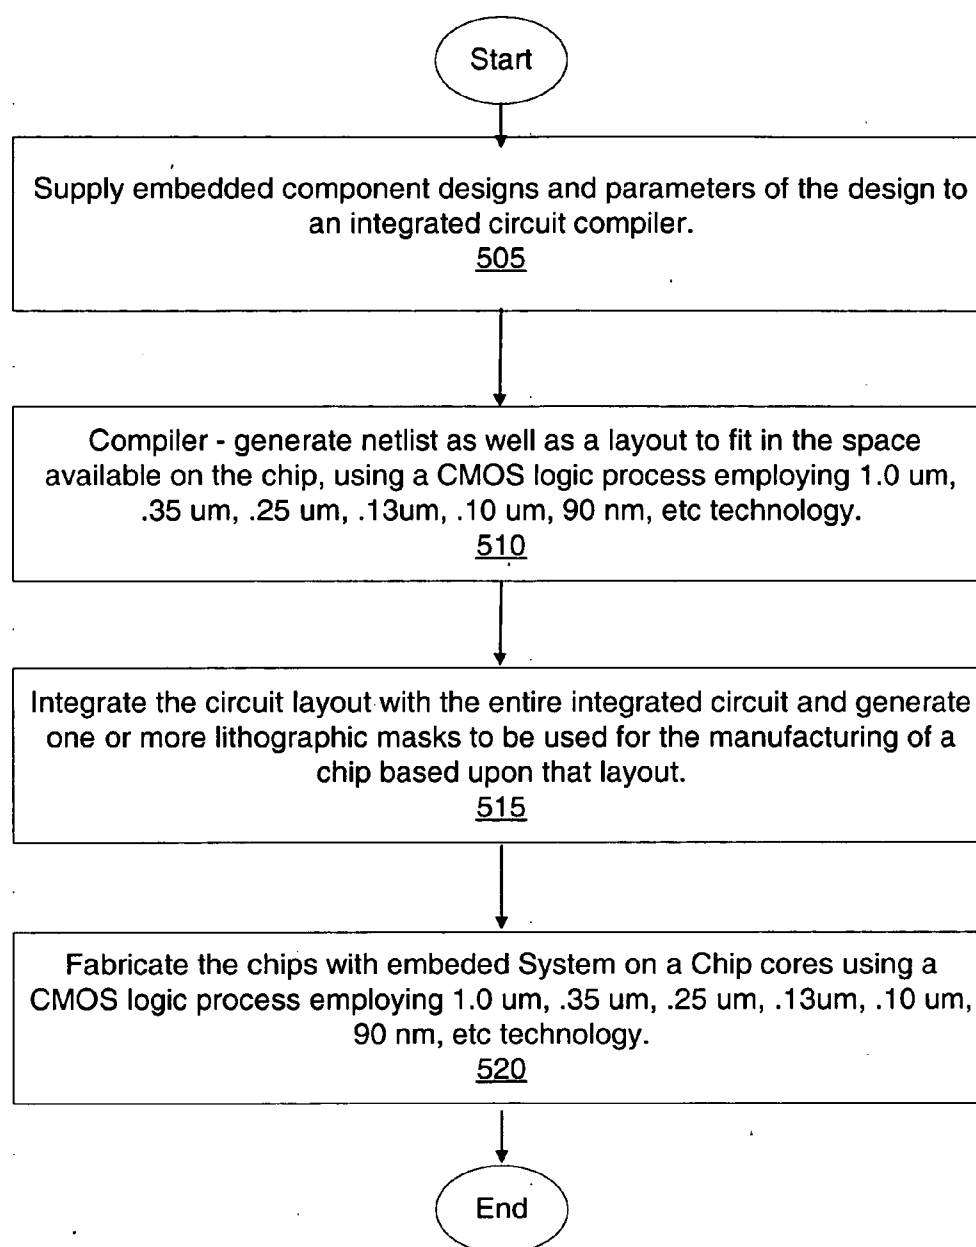 Start
Supply embedded component designs and parameters of the design to
an integrated circuit compiler.
505
Compiler - generate netlist as well as a layout to fit in the space
available on the chip, using a CMOS logic process employing 1.0 um,
.35 um, .25 um, .13um, .10 um, 90 nm, etc technology.
510
Integrate the circuit layout with the entire integrated circuit and generate
one or more lithographic masks to be used for the manufacturing of a
chip based upon that layout.
515
Fabricate the chips with embeded System on a Chip cores using a
CMOS logic process employing 1.0 um, .35 um, .25 um, .13um, .10 um,
90 nm, etc technology.
520
End